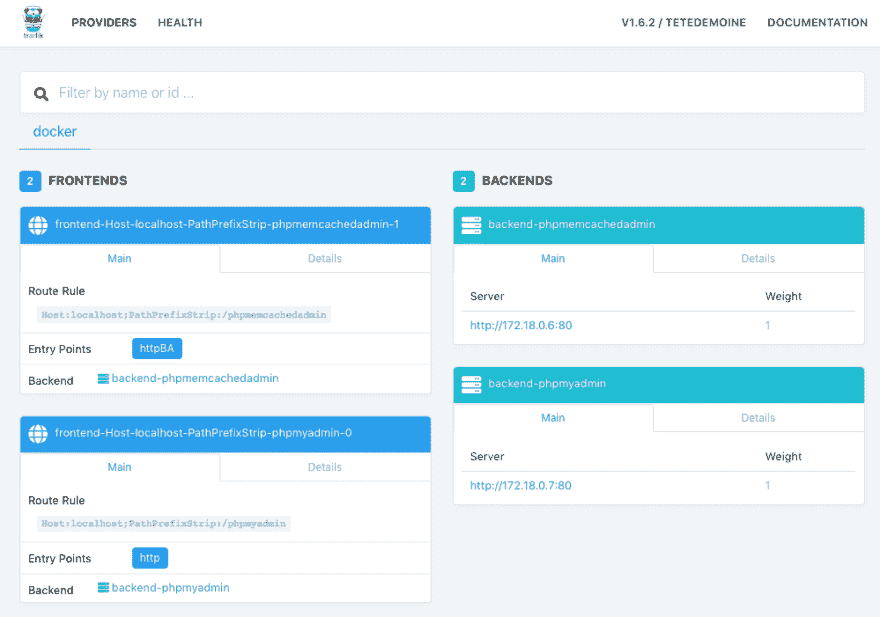 træfik
PROVIDERS HEALTH V1.6.2 / TETEDEMOINE DOCUMENTATION
Filter by name or id ...
docker
2 FRONTENDS
frontend-Host-localhost-PathPrefixStrip-phpmemcachedadmin-1
Main Details
Route Rule
Host:localhost;PathPrefixStrip:/phpmemcachedadmin
Entry Points httpBA
Backend backend-phpmemcachedadmin
frontend-Host-localhost-PathPrefixStrip-phpmyadmin-0
Main Details
Route Rule
Host:localhost;PathPrefixStrip:/phpmyadmin
Entry Points http
Backend backend-phpmyadmin
2 BACKENDS
backend-phpmemcachedadmin
Main Details
Server Weight
http://172.18.0.6:80 1
backend-phpmyadmin
Main Details
Server Weight
http://172.18.0.7:80 1